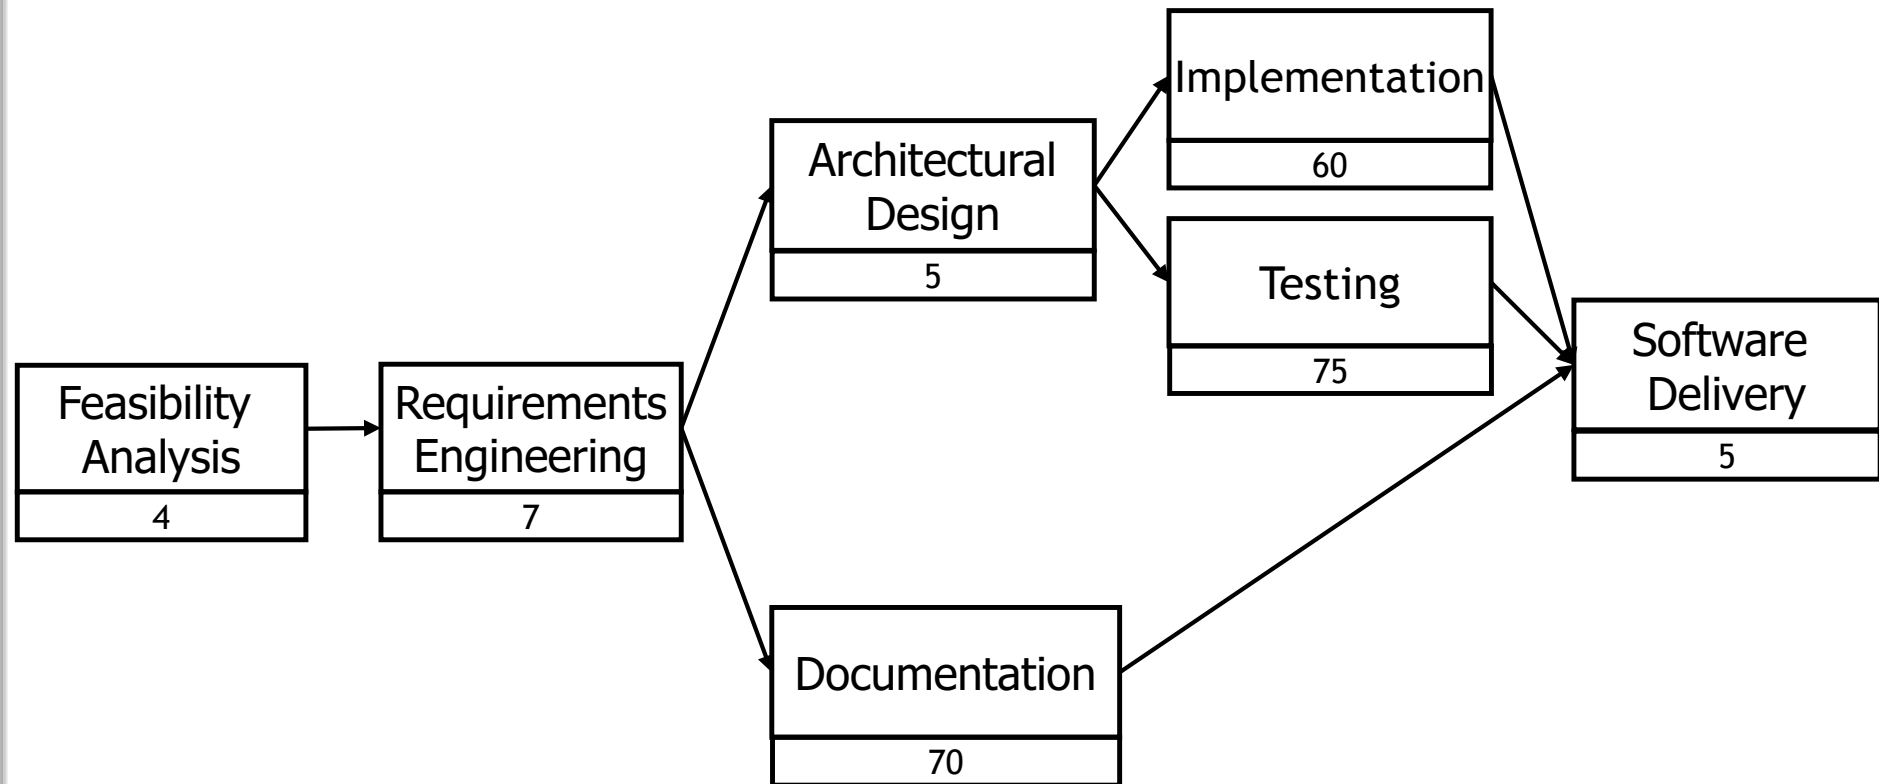 Feasibility
Analysis
4
Requirements
Engineering
7
Architectural
Design
5
Documentation
70
Implementation
60
Testing
75
Software
Delivery
5